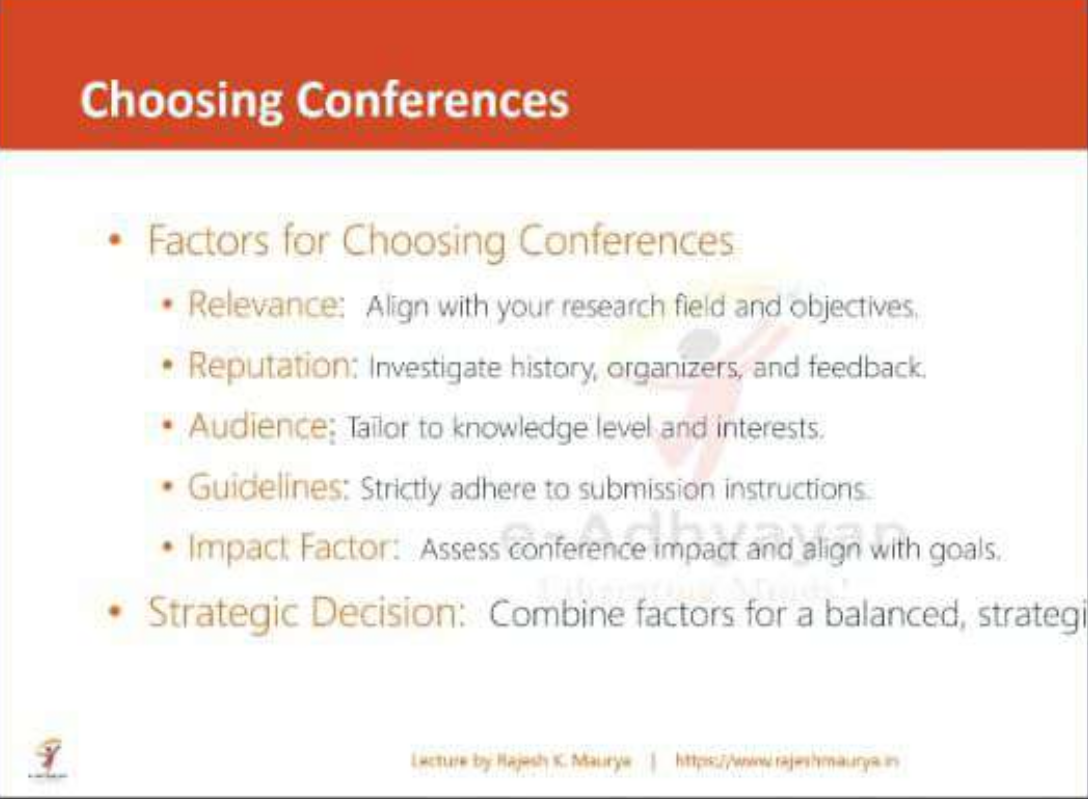 Choosing Conferences
• Factors for Choosing Conferences
• Relevance: Align with your research field and objectives.
• Reputation: Investigate history, organizers, and feedback.
• Audience: Tailor to knowledge level and interests.
• Guidelines: Strictly adhere to submission instructions.
• Impact Factor: Assess conference impact and align with goals.
e-Adhyayan
Liberating Minds!
• Strategic Decision: Combine factors for a balanced, strategi
Lecture by Rajesh K. Maurya | https://www.rajeshmaurya.in